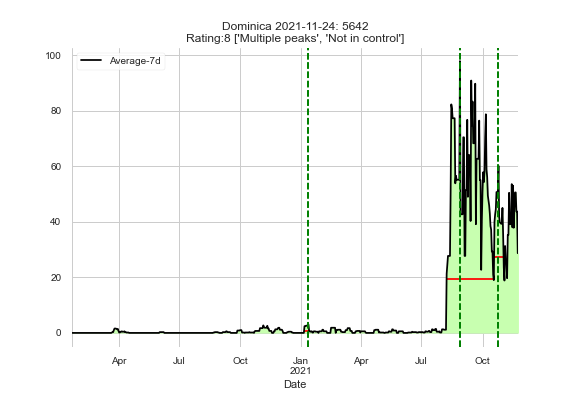 Dominica 2021-11-24: 5642
Rating:8 ['Multiple peaks', 'Not in control']
100
80
60
40
20
0
Average-7d
Apr
Jul
Oct
Jan
2021
Apr
Jul
Oct
Date